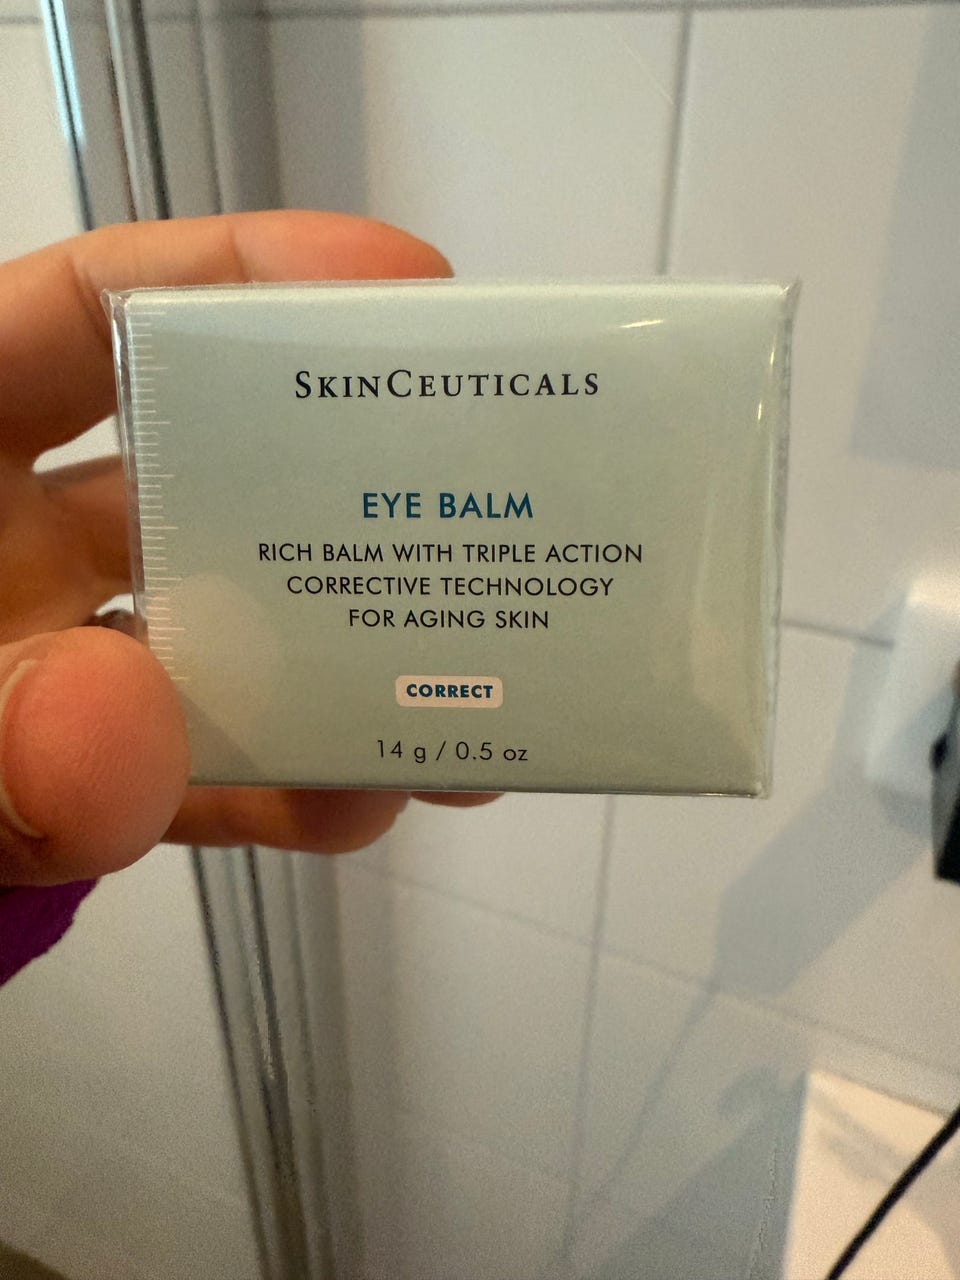 SKINCEUTICALS
EYE BALM
RICH BALM WITH TRIPLE ACTION
CORRECTIVE TECHNOLOGY
FOR AGING SKIN
CORRECT
14 g / 0.5 oz